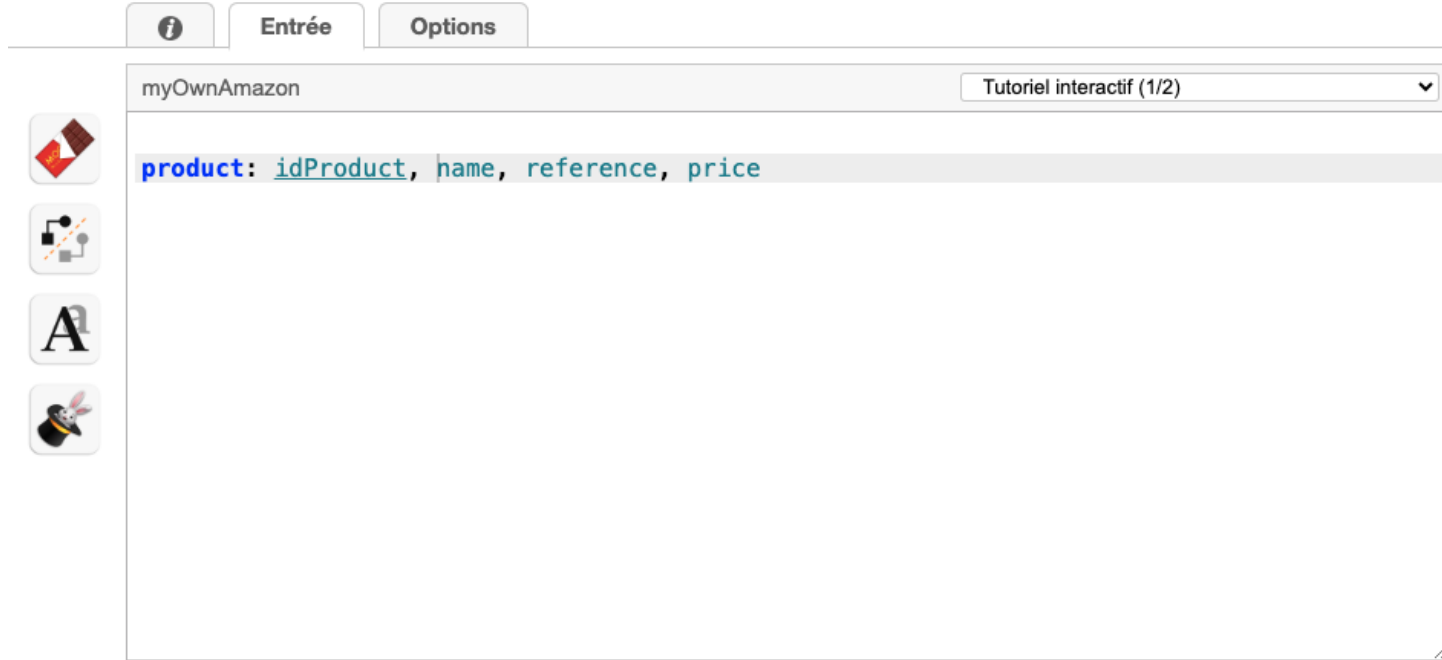 Entrée Options
myOwnAmazon Tutoriel interactif (1/2)
product: idProduct, name, reference, price